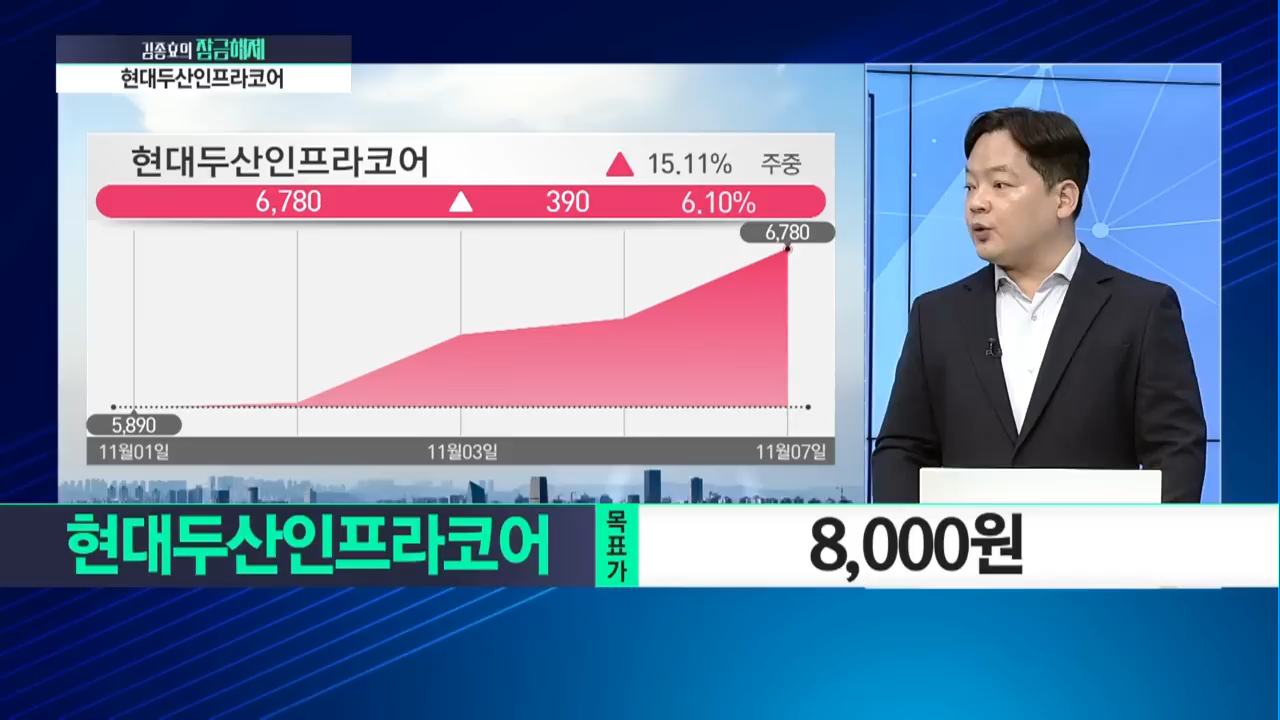 김종효의 잠금해제
현대두산인프라코어
현대두산인프라코어 ▲ 15.11% 주중
6,780 ▲ 390 6.10%
6,780
5,890
11월01일 11월03일 11월07일
현대두산인프라코어 목표가 8,000원